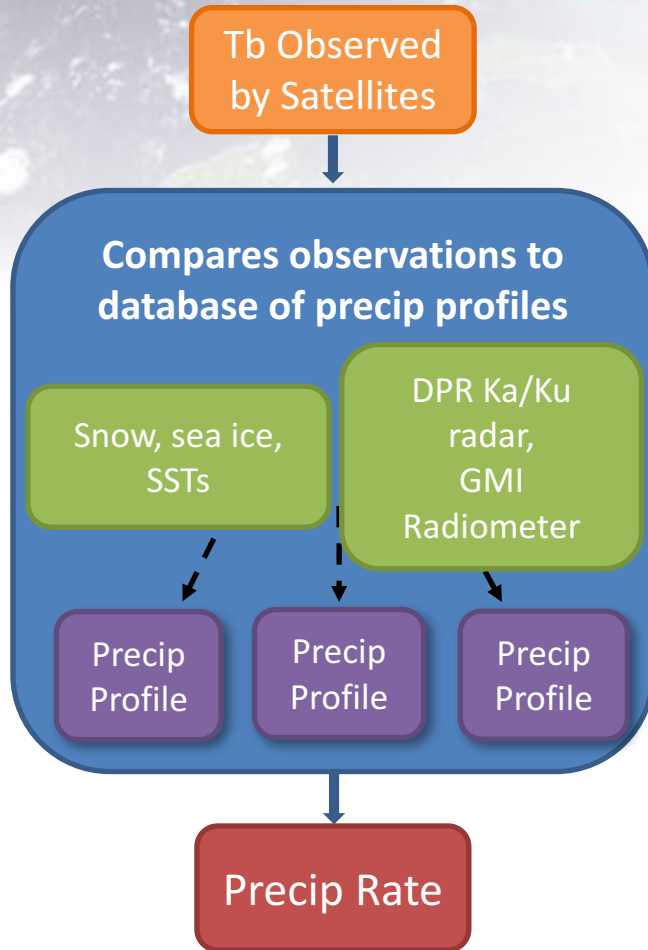 Tb Observed
by Satellites
Compares observations to
database of precip profiles
Snow, sea ice,
SSTs
DPR Ka/Ku
radar,
GMI
Radiometer
Precip
Profile
Precip
Profile
Precip
Profile
Precip Rate